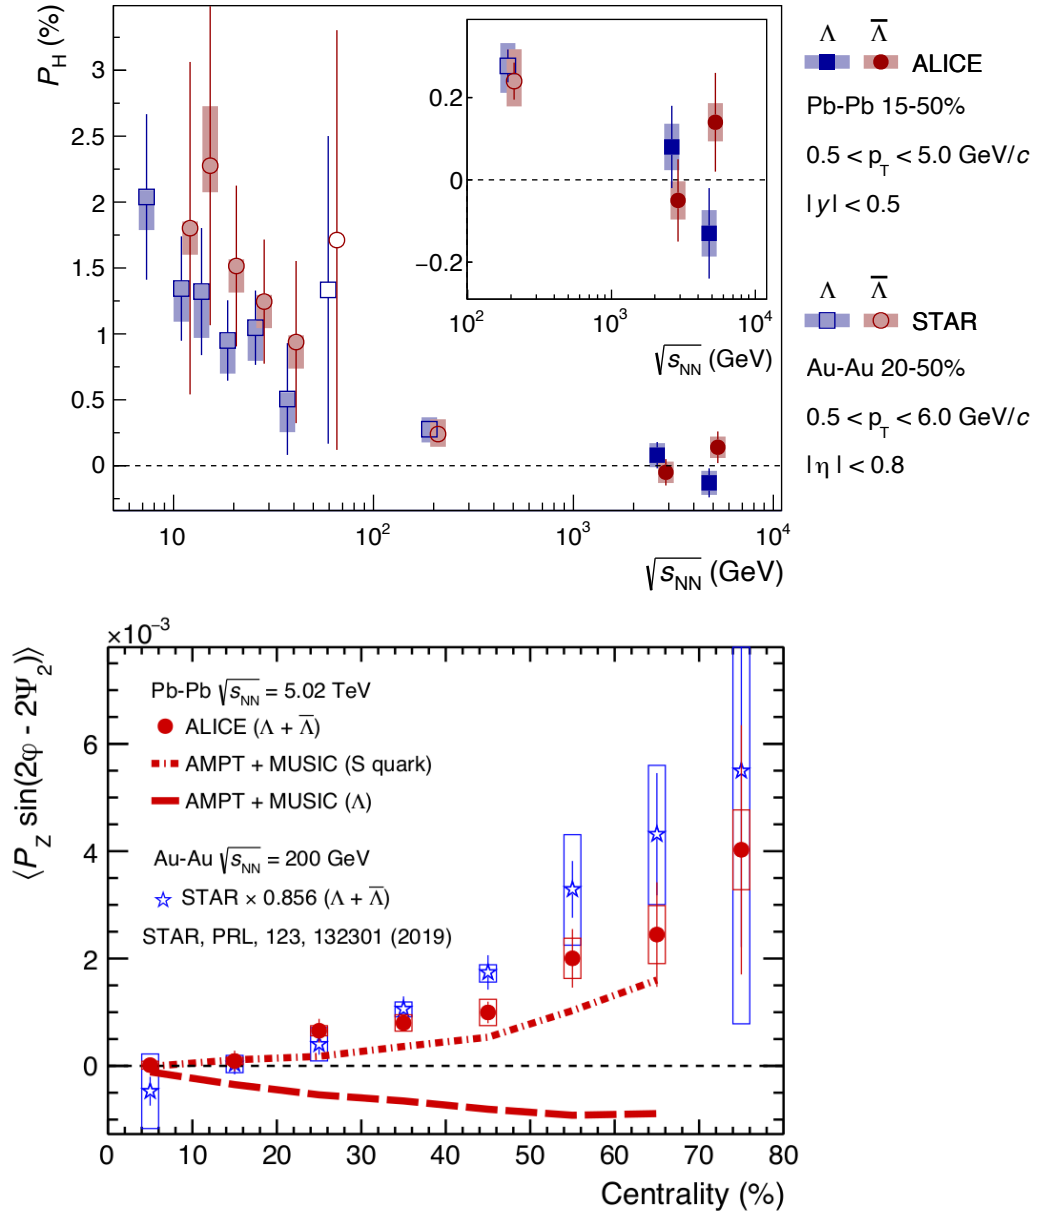 P_H (%)
3
2.5
2
1.5
1
0.5
0
10
10²
10³
10⁴
√s_NN (GeV)
0.2
0
−0.2
10²
10³
10⁴
√s_NN (GeV)
Λ Λ̅
ALICE
Pb-Pb 15-50%
0.5 < p_T < 5.0 GeV/c
|y| < 0.5
Λ Λ̅
STAR
Au-Au 20-50%
0.5 < p_T < 6.0 GeV/c
|η| < 0.8
×10⁻³
⟨P_Z sin(2φ - 2Ψ_2)⟩
6
4
2
0
Pb-Pb √s_NN = 5.02 TeV
ALICE (Λ + Λ̅)
AMPT + MUSIC (S quark)
AMPT + MUSIC (Λ)
Au-Au √s_NN = 200 GeV
STAR × 0.856 (Λ + Λ̅)
STAR, PRL, 123, 132301 (2019)
0 10 20 30 40 50 60 70 80
Centrality (%)